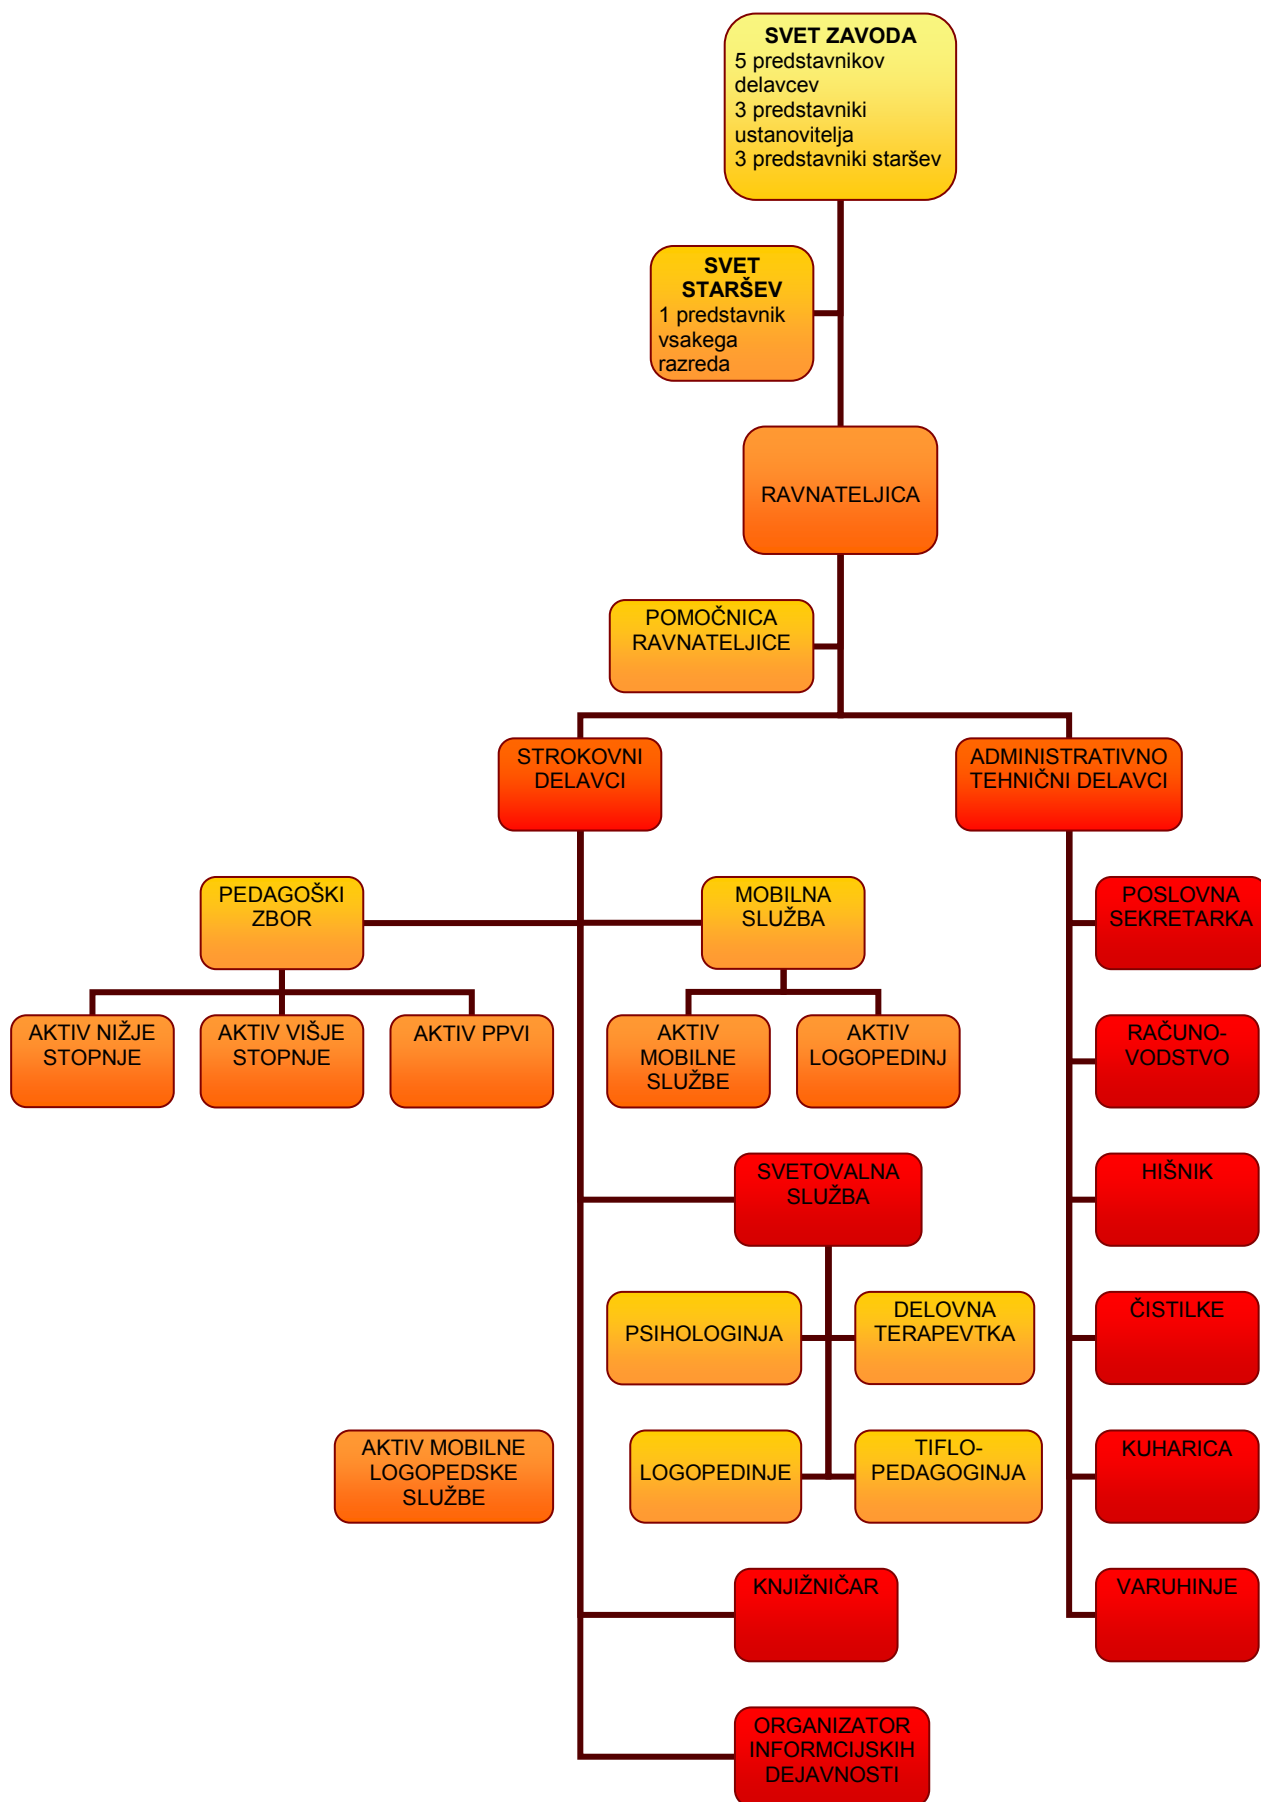 SVET ZAVODA
5 predstavnikov
delavcev
3 predstavniki
ustanovitelja
3 predstavniki staršev
SVET
STARŠEV
1 predstavnik
vsakega
razreda
RAVNATELJICA
POMOČNICA
RAVNATELJICE
STROKOVNI
DELAVCI
ADMINISTRATIVNO
TEHNIČNI DELAVCI
PEDAGOŠKI
ZBOR
MOBILNA
SLUŽBA
POSLOVNA
SEKRETARKA
AKTIV NIŽJE
STOPNJE
AKTIV VIŠJE
STOPNJE
AKTIV PPVI
AKTIV
MOBILNE
SLUŽBE
AKTIV
LOGOPEDINJ
RAČUNO-
VODSTVO
SVETOVALNA
SLUŽBA
HIŠNIK
PSIHOLOGINJA
DELOVNA
TERAPEVTKA
ČISTILKE
AKTIV MOBILNE
LOGOPEDSKE
SLUŽBE
LOGOPEDINJE
TIFLO-
PEDAGOGINJA
KUHARICA
KNJIŽNIČAR
VARUHINJE
ORGANIZATOR
INFORMCIJSKIH
DEJAVNOSTI